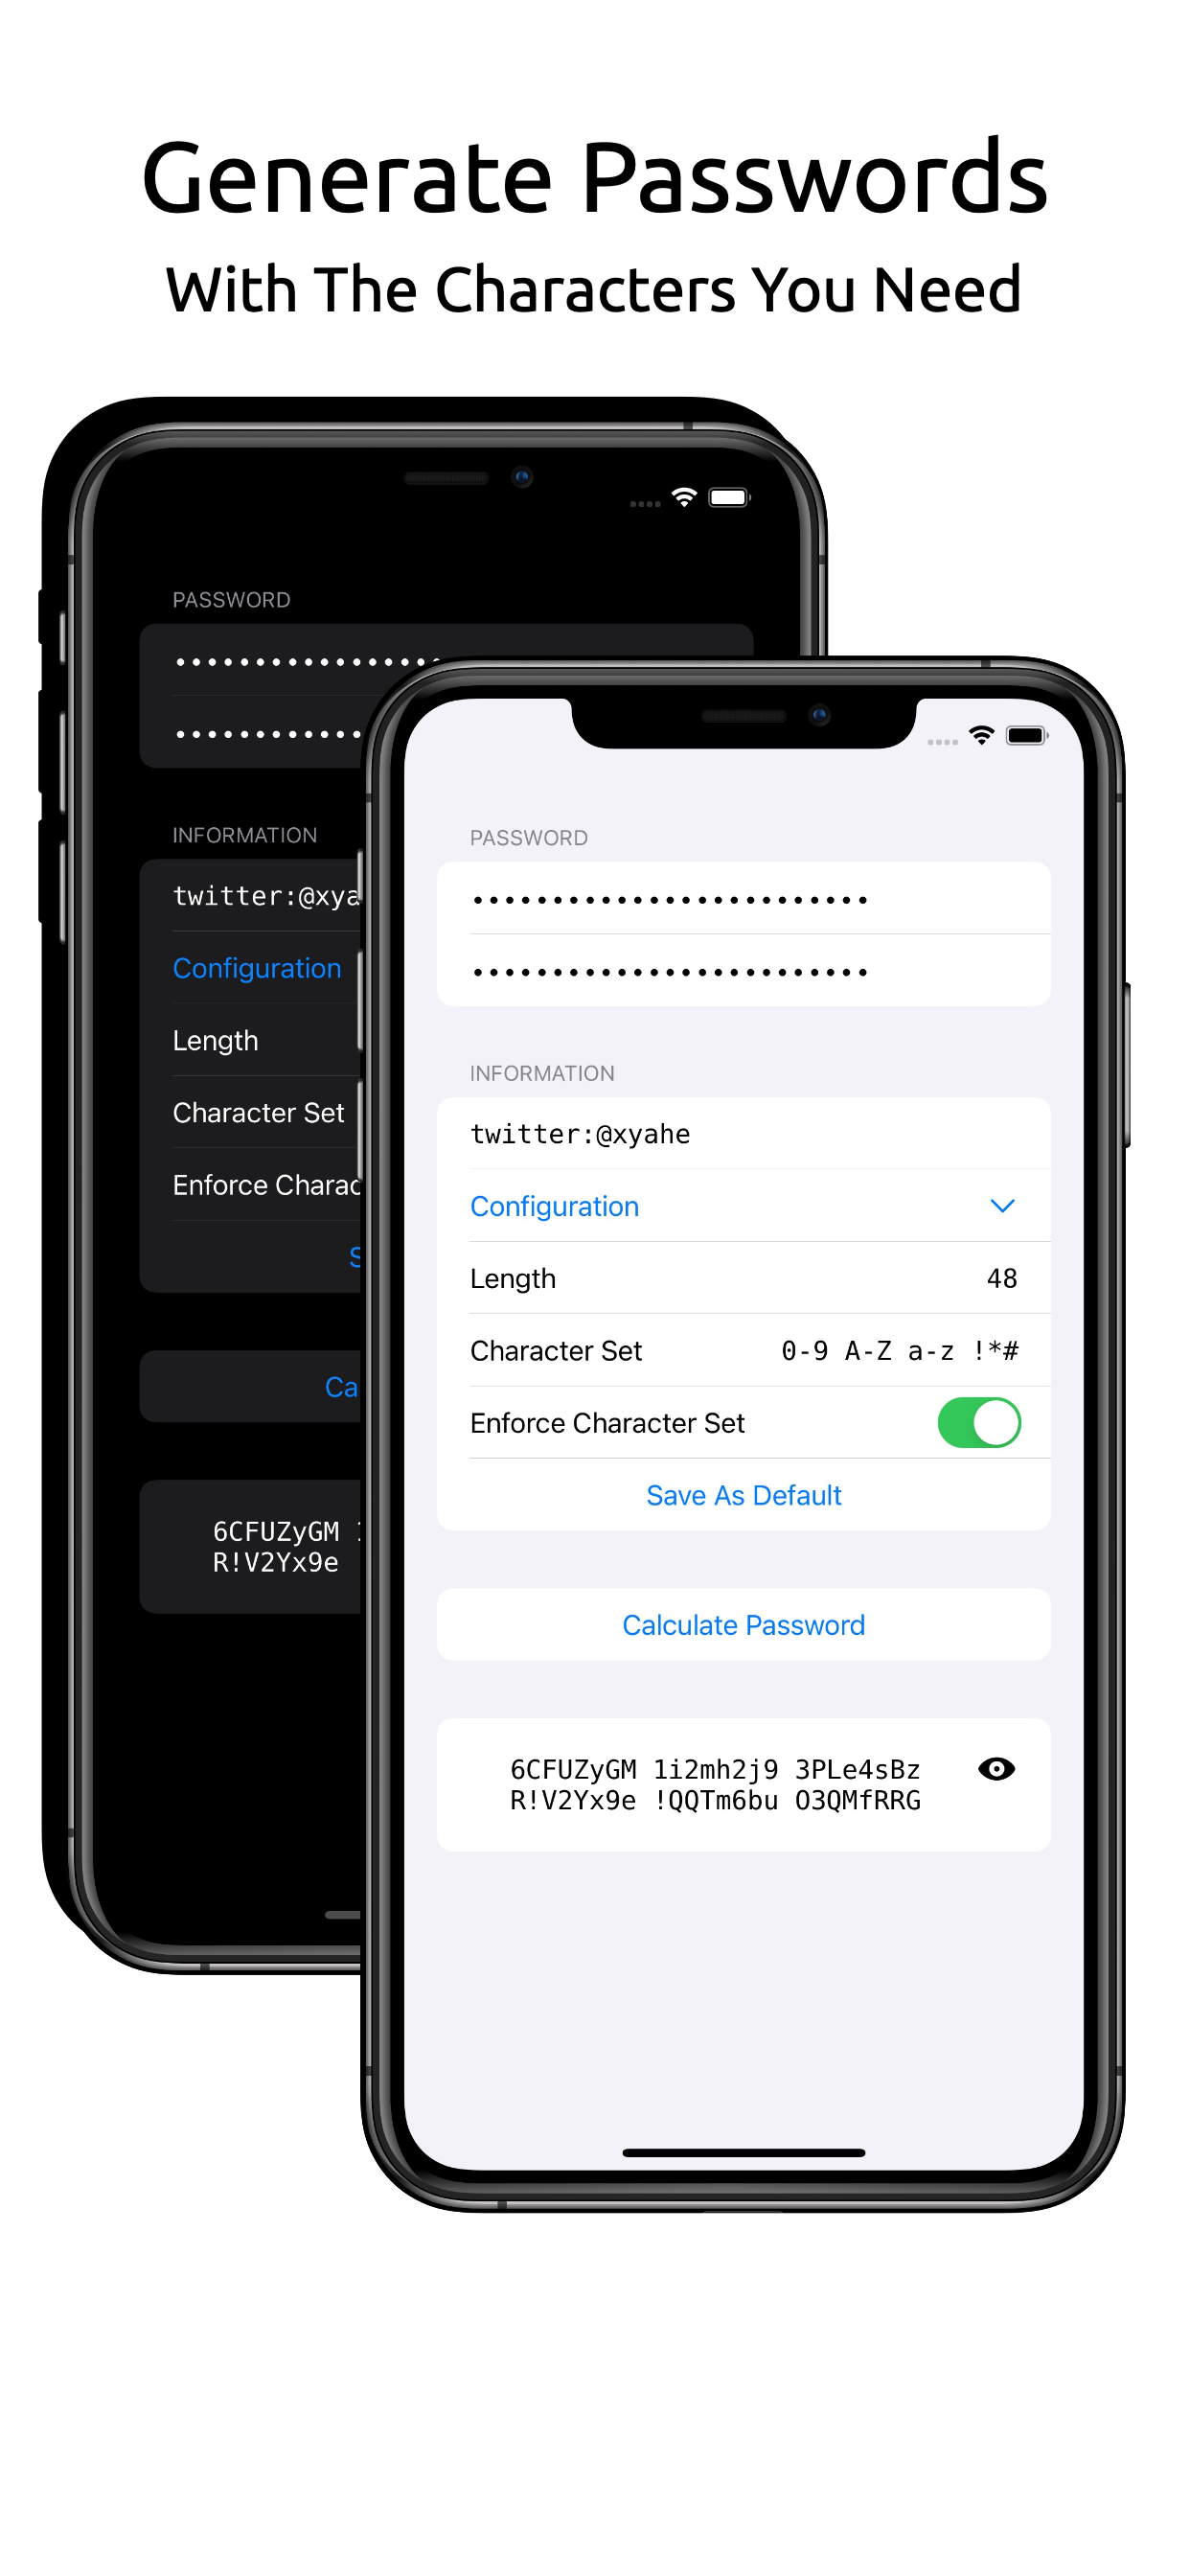 Generate Passwords
With The Characters You Need
PASSWORD
••••••••••••••••
••••••••••••
INFORMATION
twitter:@xya
Configuration
Length
Character Set
Enforce Charac
S
Ca
6CFUZyGM
R!V2Yx9e
PASSWORD
•••••••••••••••••••••••••
•••••••••••••••••••••••••
INFORMATION
twitter:@xyahe
Configuration
Length 48
Character Set 0-9 A-Z a-z !*#
Enforce Character Set
Save As Default
Calculate Password
6CFUZyGM 1i2mh2j9 3PLe4sBz
R!V2Yx9e !QQTm6bu O3QMfRRG